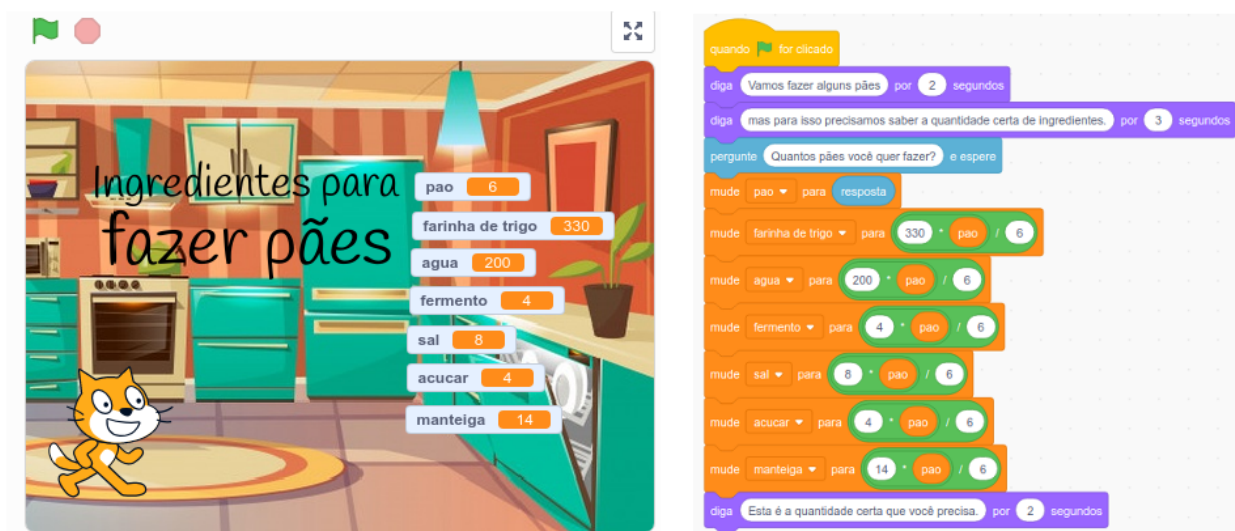 Ingredientes para
fazer pães
pao 6
farinha de trigo 330
agua 200
fermento 4
sal 8
acucar 4
manteiga 14
quando for clicado
diga Vamos fazer alguns pães por 2 segundos
diga mas para isso precisamos saber a quantidade certa de ingredientes. por 3 segundos
pergunte Quantos pães você quer fazer? e espere
mude pao para resposta
mude farinha de trigo para 330 * pao / 6
mude agua para 200 * pao / 6
mude fermento para 4 * pao / 6
mude sal para 8 * pao / 6
mude acucar para 4 * pao / 6
mude manteiga para 14 * pao / 6
diga Esta é a quantidade certa que você precisa. por 2 segundos